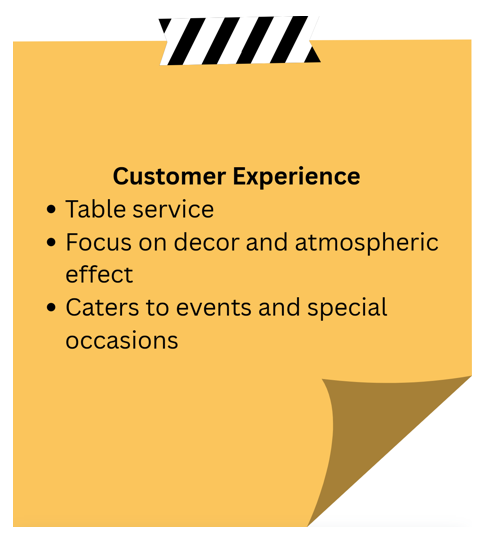 Customer Experience
• Table service
• Focus on decor and atmospheric
effect
• Caters to events and special
occasions